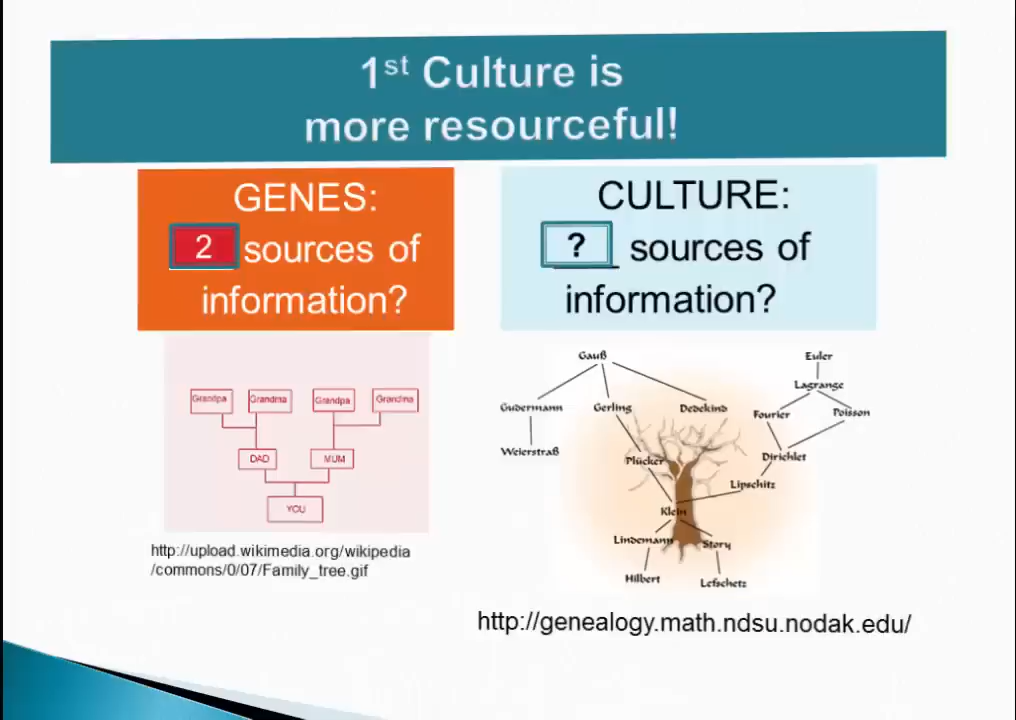 1st Culture is
more resourceful!
GENES:
2 sources of
information?
CULTURE:
? sources of
information?
Grandpa Grandma Grandpa Grandma
DAD MUM
YOU
http://upload.wikimedia.org/wikipedia
/commons/0/07/Family_tree.gif
Gauß Euler
Lagrange
Gudermann Gerling Dedekind Fourier Poisson
Weierstraß Plücker Dirichlet
Lipschitz
Klein
Lindemann Story
Hilbert Lefschetz
http://genealogy.math.ndsu.nodak.edu/